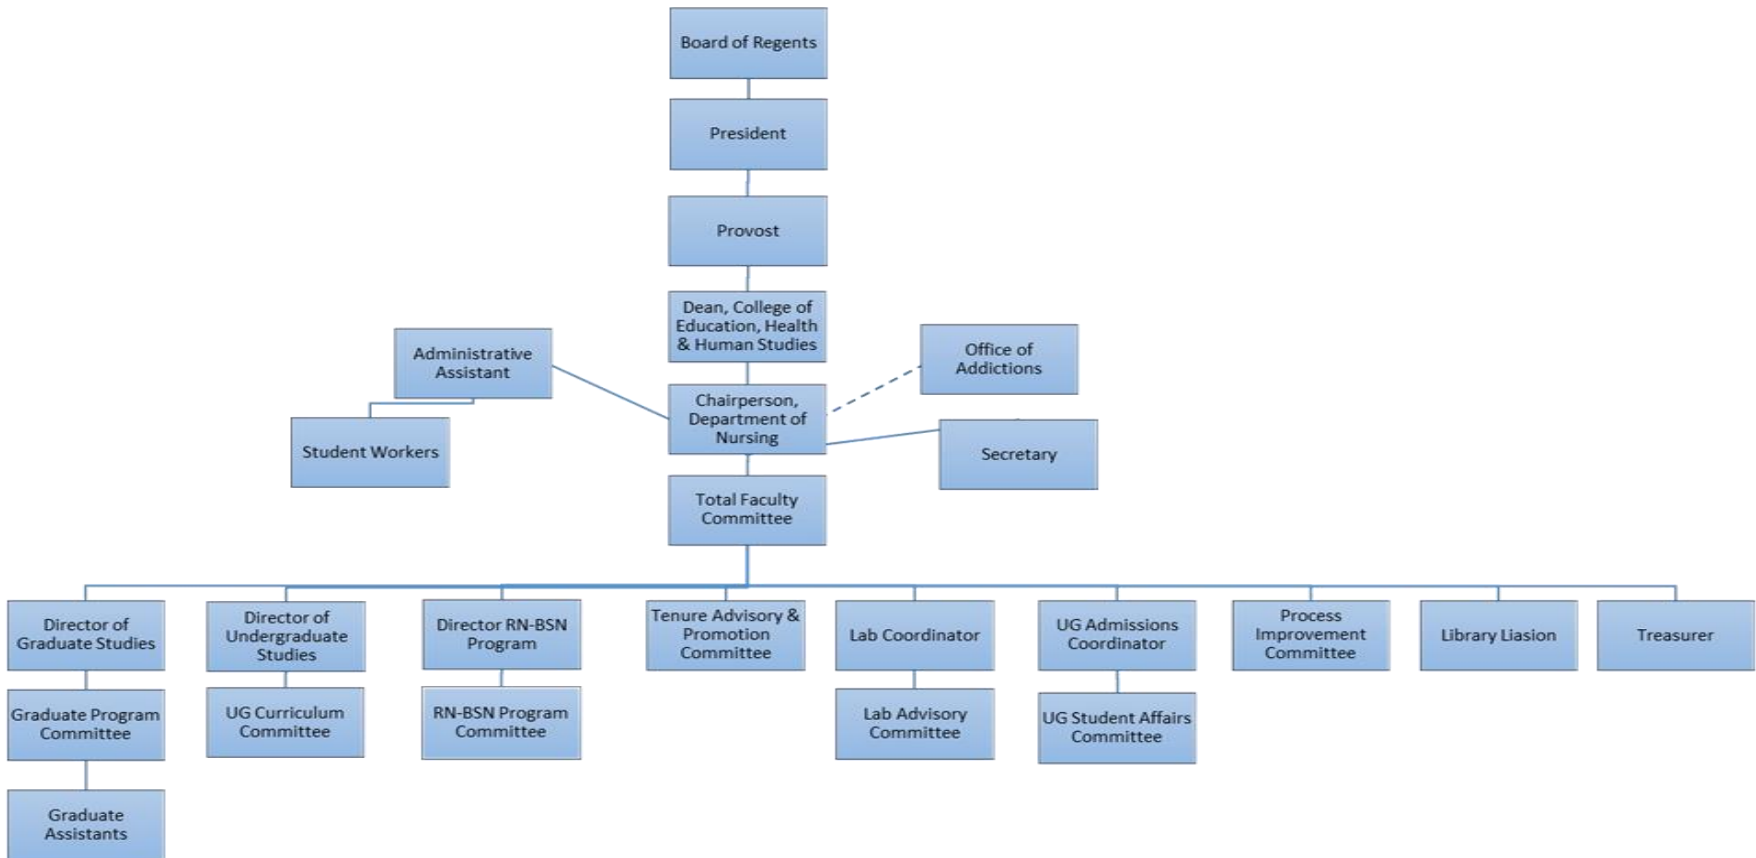 Board of Regents
President
Provost
Dean, College of
Education, Health
& Human Studies
Administrative
Assistant
Office of
Addictions
Chairperson,
Department of
Nursing
Student Workers
Secretary
Total Faculty
Committee
Director of
Graduate Studies
Director of
Undergraduate
Studies
Director RN-BSN
Program
Tenure Advisory &
Promotion
Committee
Lab Coordinator
UG Admissions
Coordinator
Process
Improvement
Committee
Library Liasion
Treasurer
Graduate Program
Committee
UG Curriculum
Committee
RN-BSN Program
Committee
Lab Advisory
Committee
UG Student Affairs
Committee
Graduate
Assistants